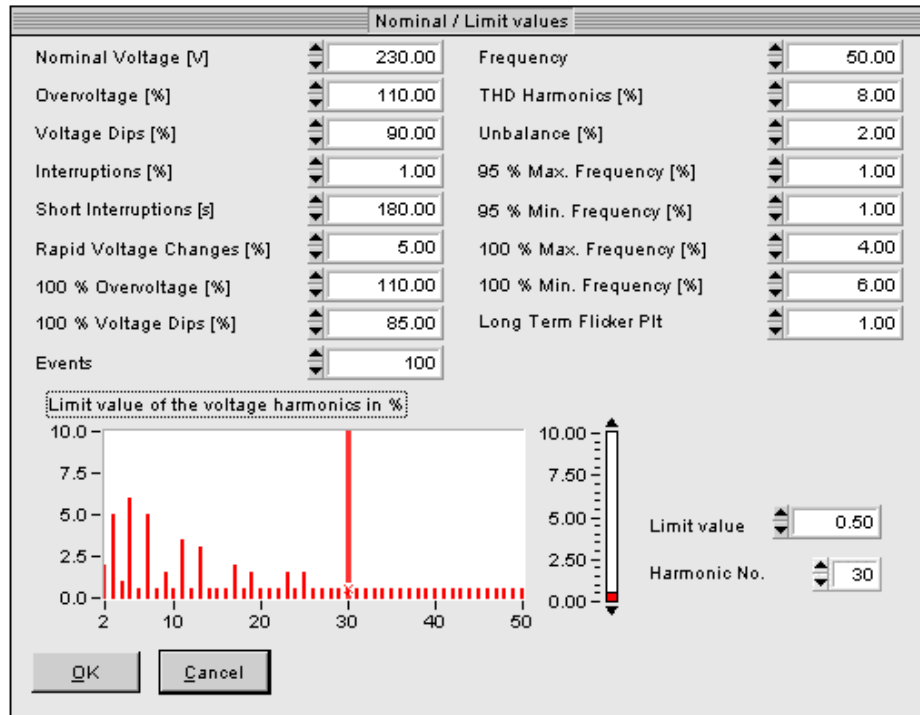 Nominal / Limit values
Nominal Voltage [V] 230.00 Frequency 50.00
Overvoltage [%] 110.00 THD Harmonics [%] 8.00
Voltage Dips [%] 90.00 Unbalance [%] 2.00
Interruptions [%] 1.00 95 % Max. Frequency [%] 1.00
Short Interruptions [s] 180.00 95 % Min. Frequency [%] 1.00
Rapid Voltage Changes [%] 5.00 100 % Max. Frequency [%] 4.00
100 % Overvoltage [%] 110.00 100 % Min. Frequency [%] 6.00
100 % Voltage Dips [%] 85.00 Long Term Flicker Plt 1.00
Events 100
Limit value of the voltage harmonics in %
10.0 10.00
7.5 7.50
5.0 5.00 Limit value 0.50
2.5 2.50 Harmonic No. 30
0.0 0.00
2 10 20 30 40 50
OK Cancel